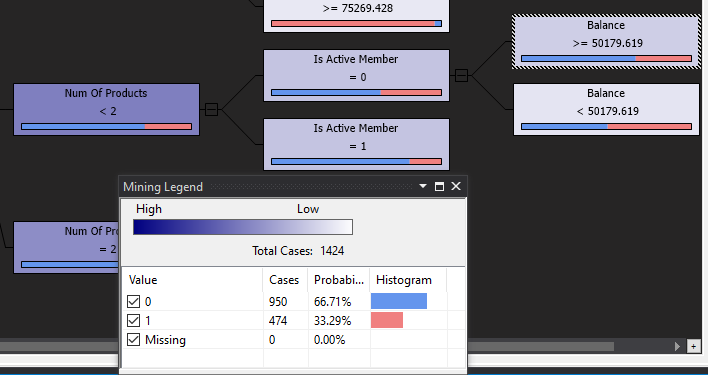 >= 75269.428
Balance
>= 50179.619
Is Active Member
= 0
Num Of Products
< 2
Balance
< 50179.619
Is Active Member
= 1
Mining Legend
High Low
Total Cases: 1424
Num Of Pro
= 2
Value Cases Probabi... Histogram
0 950 66.71%
1 474 33.29%
Missing 0 0.00%
+